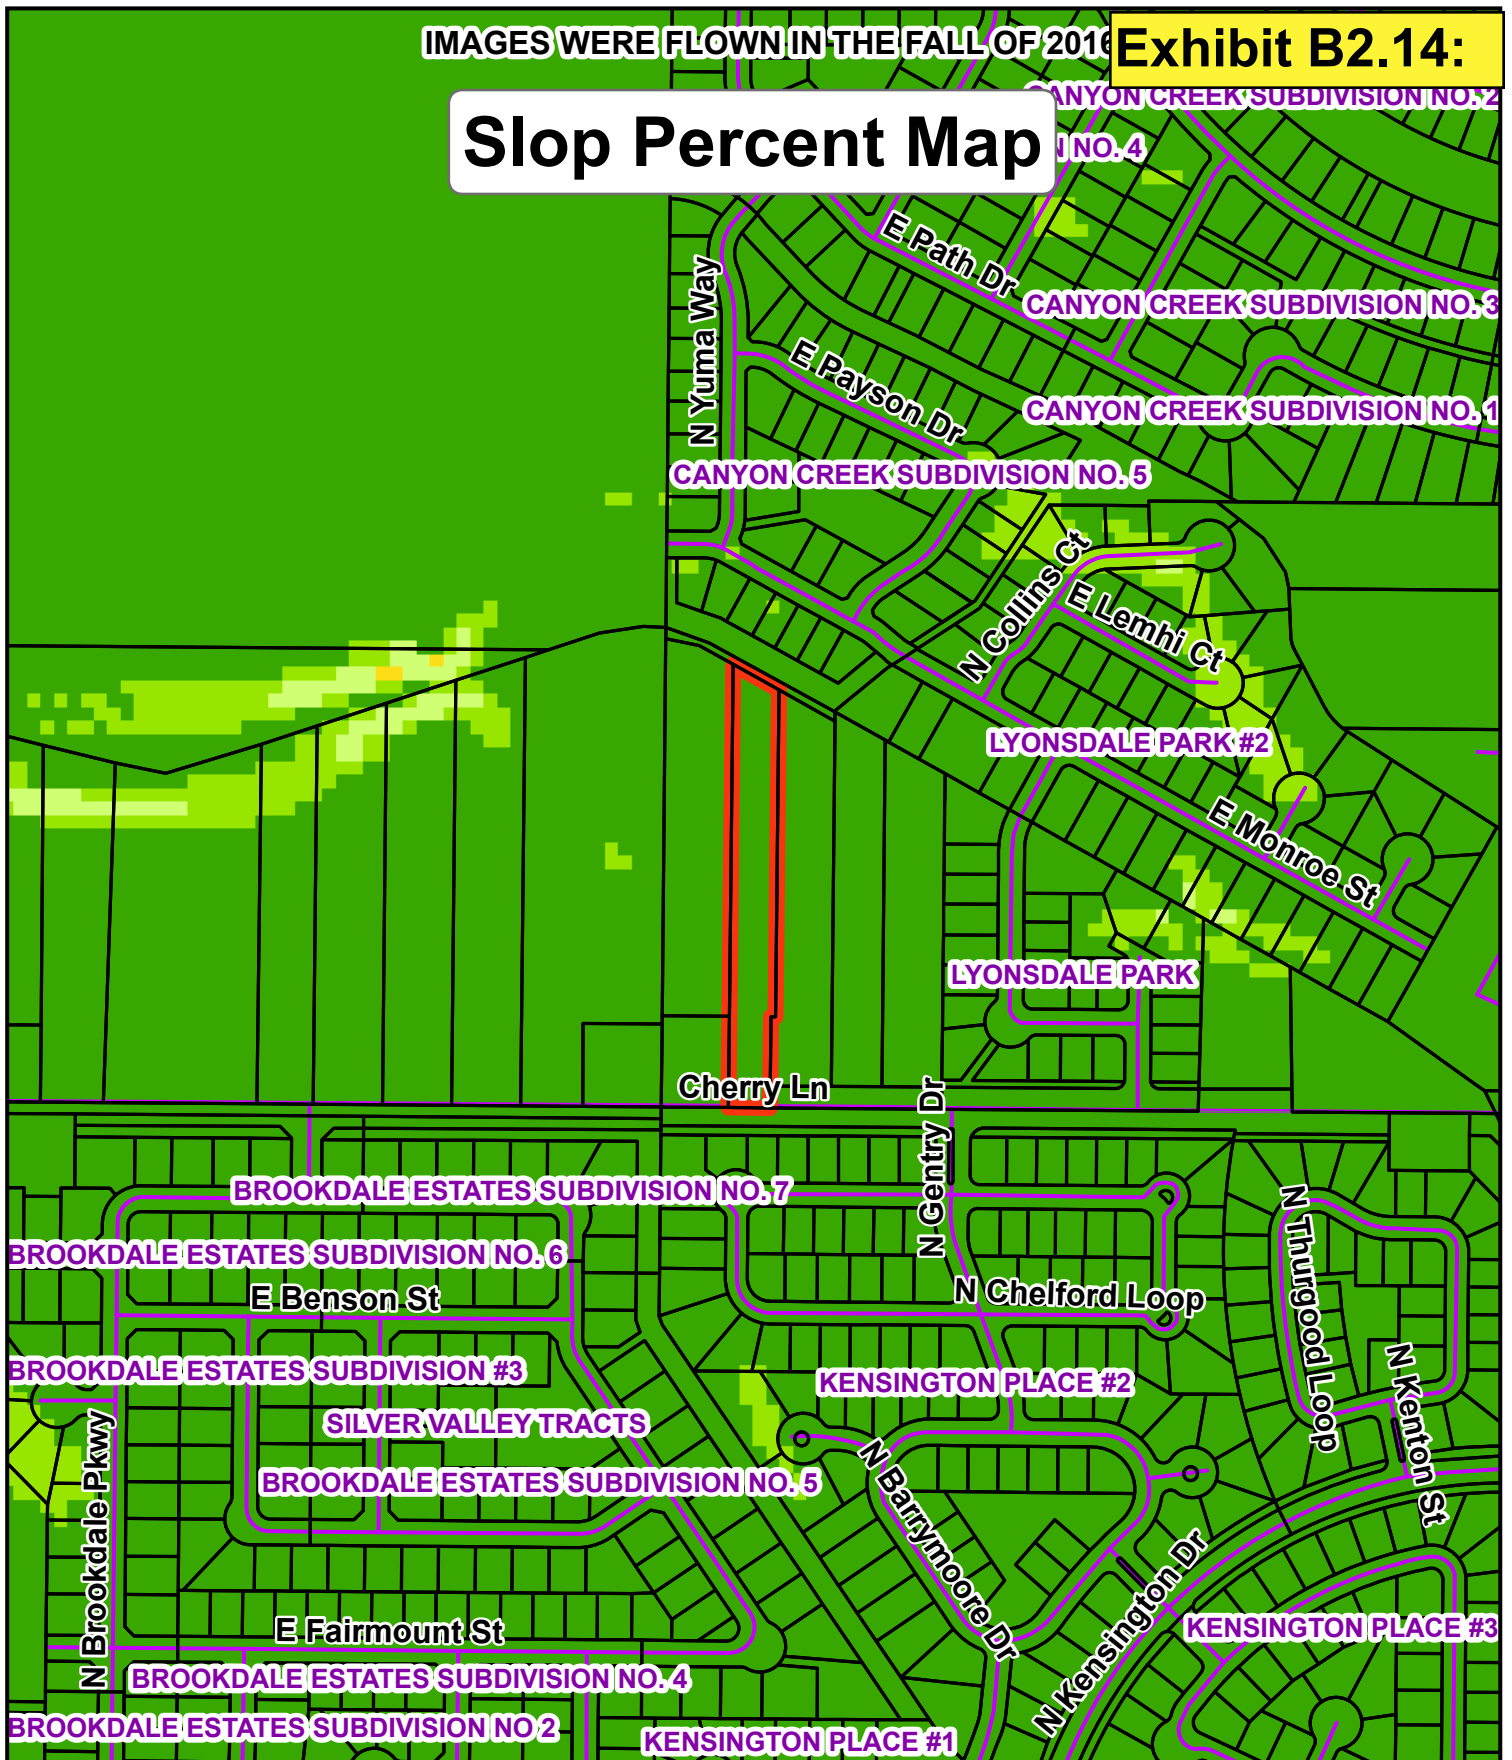 IMAGES WERE FLOWN IN THE FALL OF 2016
Exhibit B2.14:
CANYON CREEK SUBDIVISION NO. 2
Slop Percent Map
N NO. 4
E Path Dr
N Yuma Way
CANYON CREEK SUBDIVISION NO. 3
E Payson Dr
CANYON CREEK SUBDIVISION NO. 1
CANYON CREEK SUBDIVISION NO. 5
N Collins Ct
E Lemhi Ct
LYONSDALE PARK #2
E Monroe St
LYONSDALE PARK
Cherry Ln
N Gentry Dr
BROOKDALE ESTATES SUBDIVISION NO. 7
BROOKDALE ESTATES SUBDIVISION NO. 6
N Thurgood Loop
E Benson St
N Chelford Loop
BROOKDALE ESTATES SUBDIVISION #3
KENSINGTON PLACE #2
N Kenton St
SILVER VALLEY TRACTS
BROOKDALE ESTATES SUBDIVISION NO. 5
N Brookdale Pkwy
N Barrymoore Dr
N Kensington Dr
E Fairmount St
KENSINGTON PLACE #3
BROOKDALE ESTATES SUBDIVISION NO. 4
BROOKDALE ESTATES SUBDIVISION NO 2
KENSINGTON PLACE #1